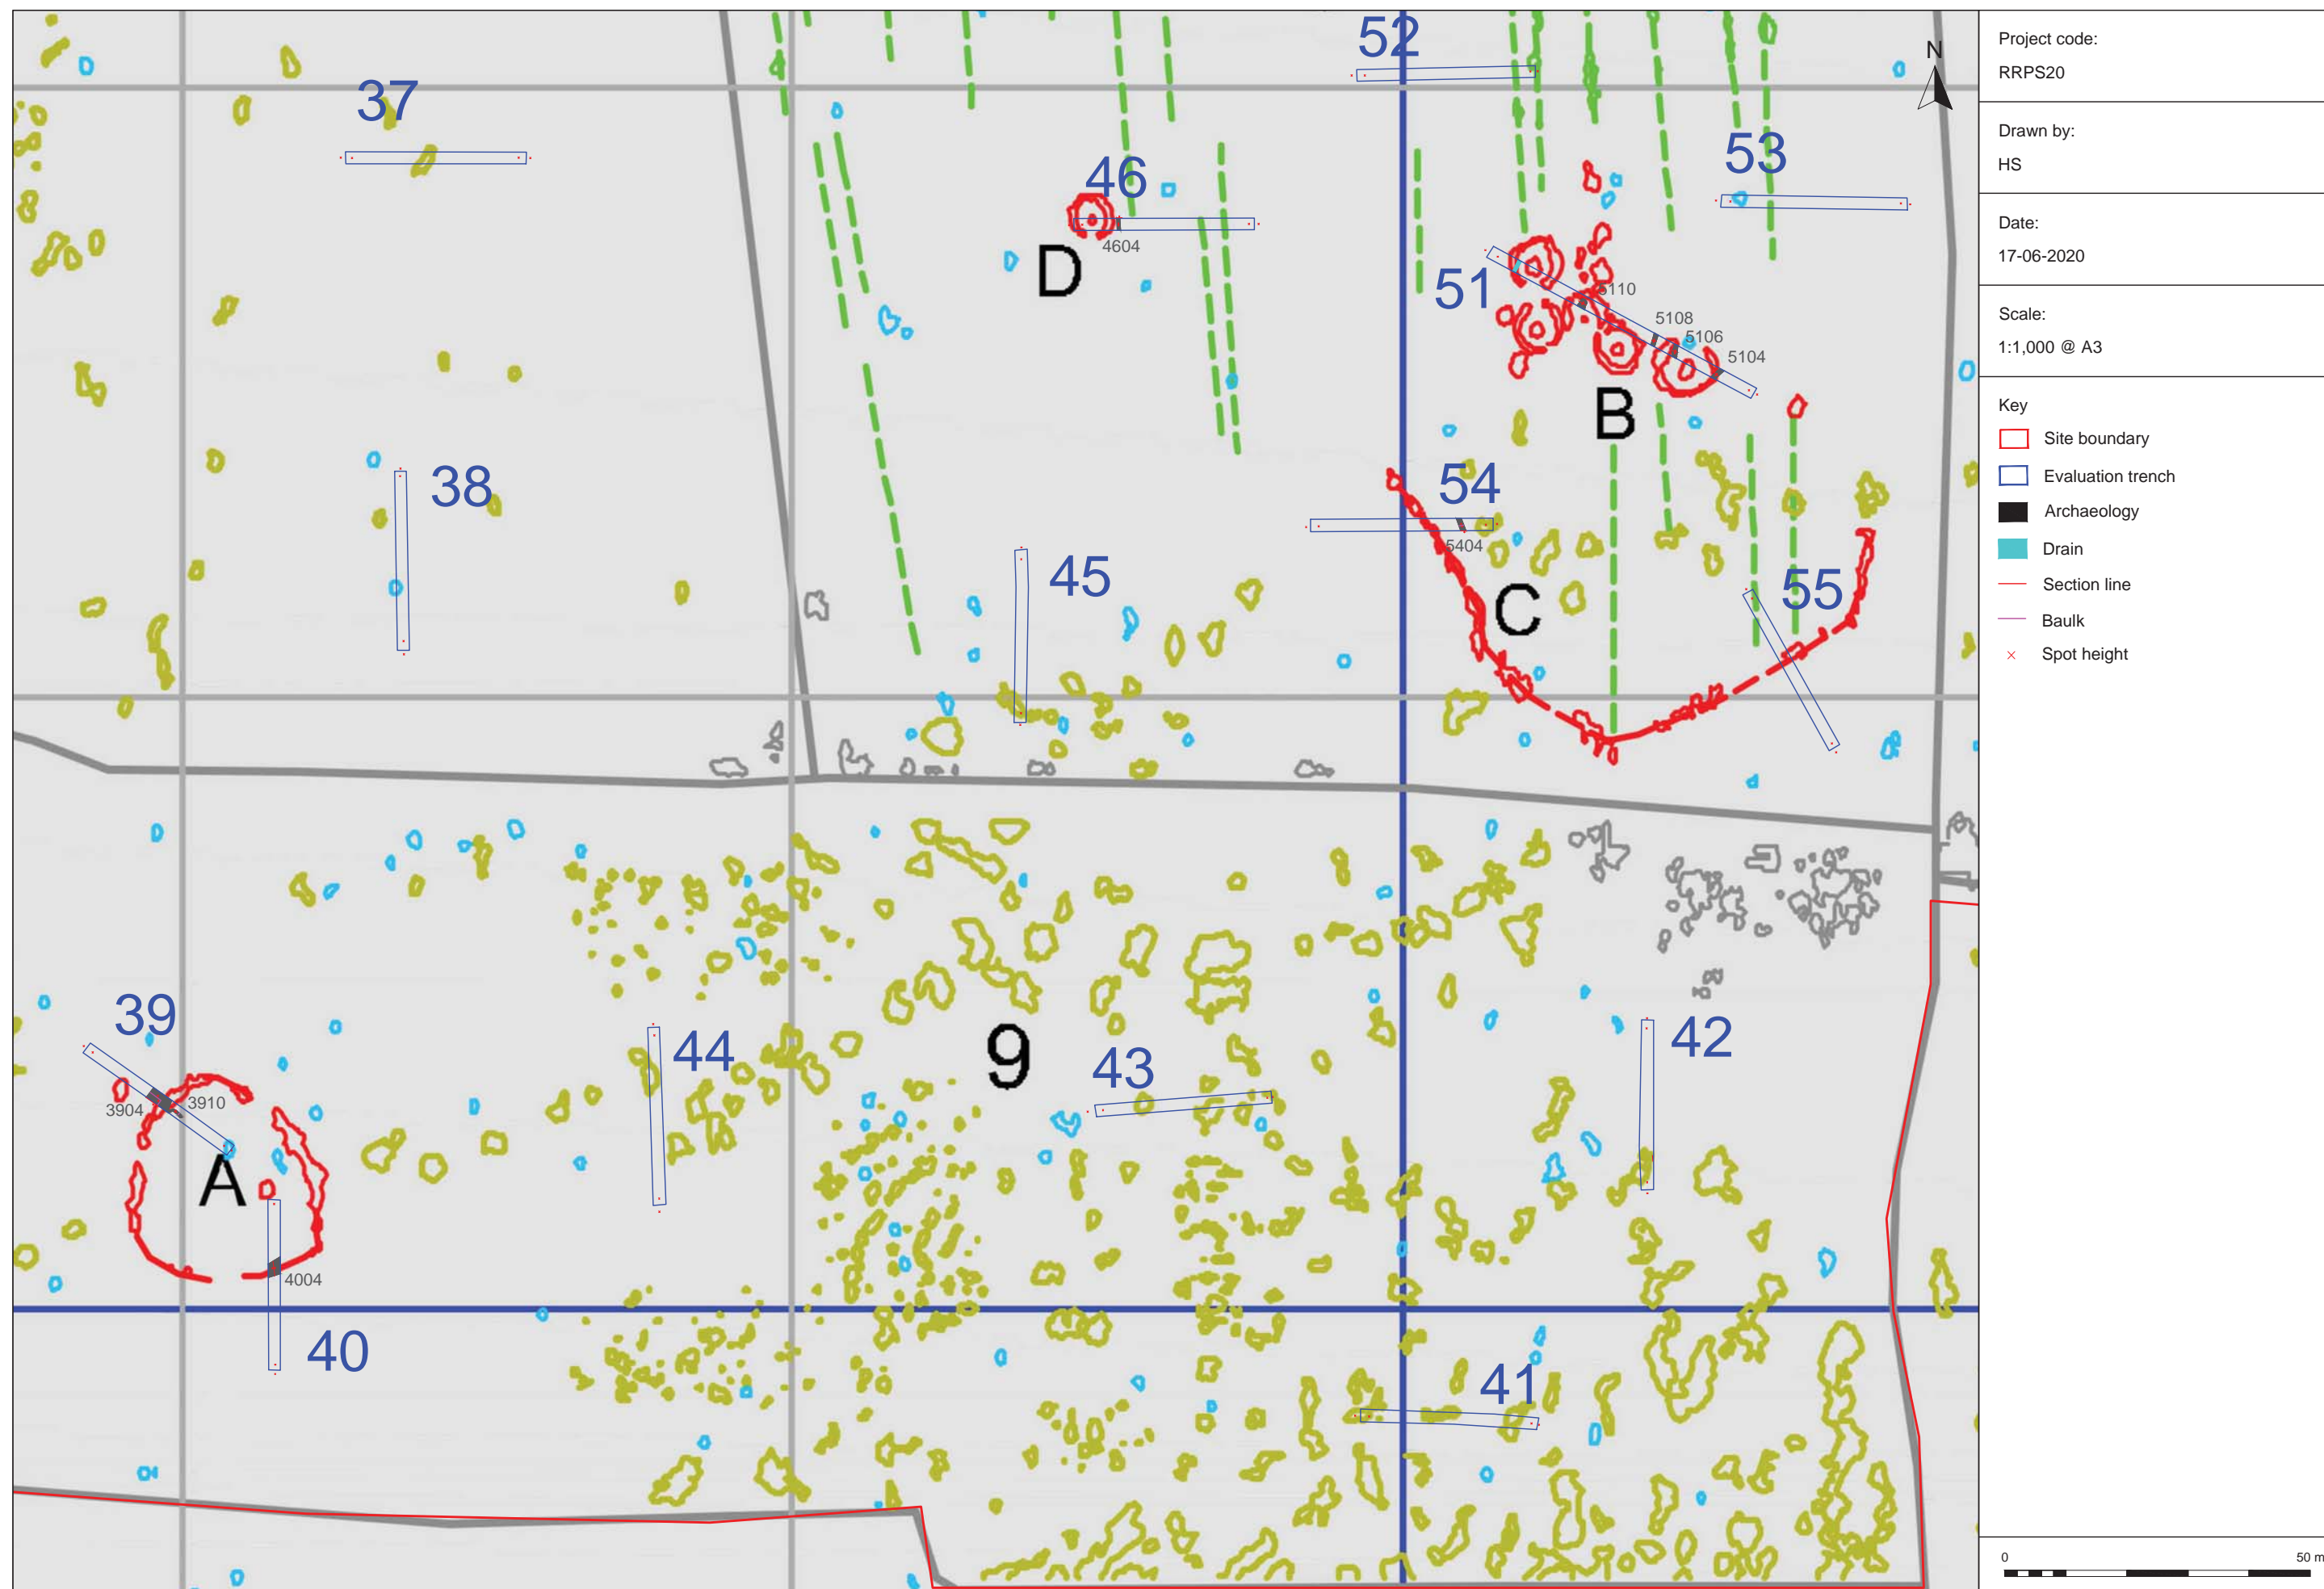 52
37
53
46
4604
D
51
5110
5108
5106
5104
B
38
54
5404
45
55
C
39
3904
3910
44
9
43
42
A
4004
40
41
N
Project code:
RRPS20
Drawn by:
HS
Date:
17-06-2020
Scale:
1:1,000 @ A3
Key
Site boundary
Evaluation trench
Archaeology
Drain
Section line
Baulk
Spot height
0 50 m